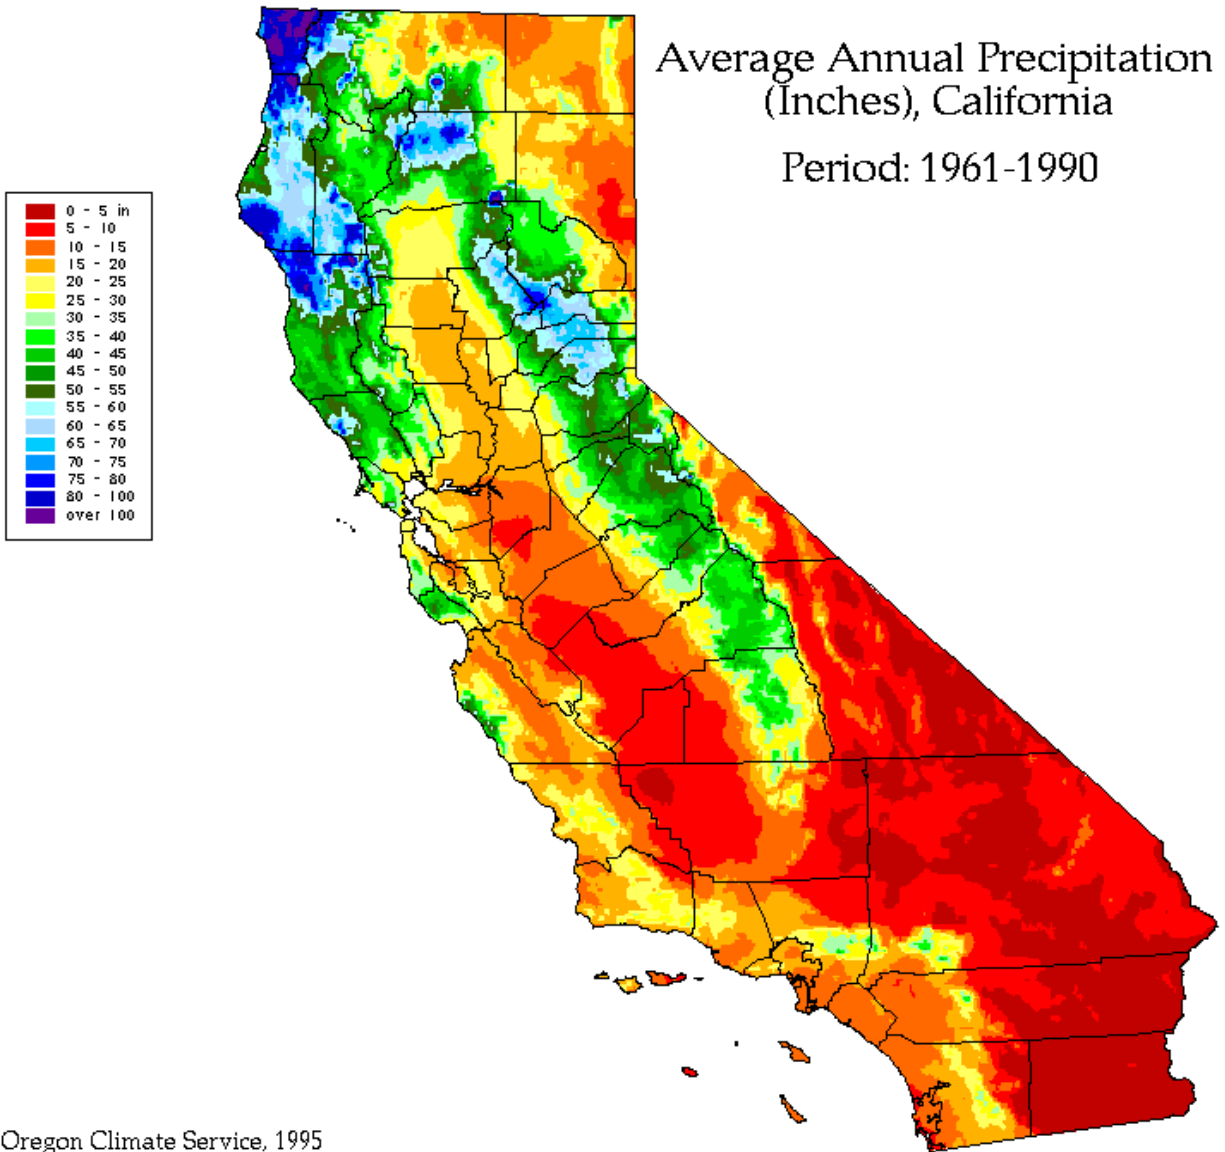 Average Annual Precipitation
(Inches), California
Period: 1961-1990
0 - 5 in
5 - 10
10 - 15
15 - 20
20 - 25
25 - 30
30 - 35
35 - 40
40 - 45
45 - 50
50 - 55
55 - 60
60 - 65
65 - 70
70 - 75
75 - 80
80 - 100
over 100
Oregon Climate Service, 1995